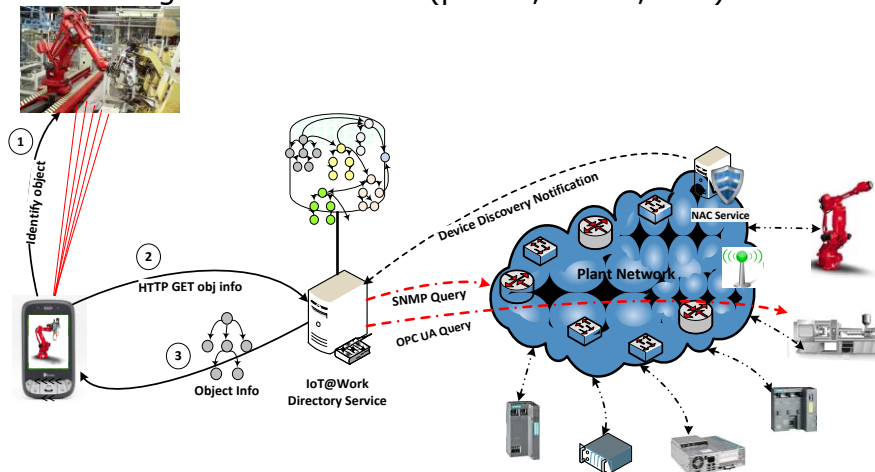 1
Identify object
2
HTTP GET obj info
3
Object Info
IoT@Work
Directory Service
Device Discovery Notification
SNMP Query
OPC UA Query
NAC Service
Plant Network